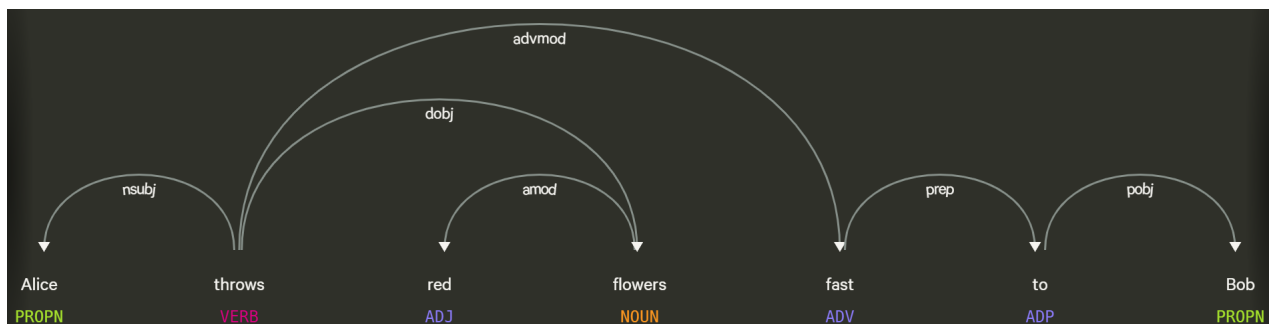 advmod
dobj
nsubj amod prep pobj
Alice throws red flowers fast to Bob
PROPN VERB ADJ NOUN ADV ADP PROPN